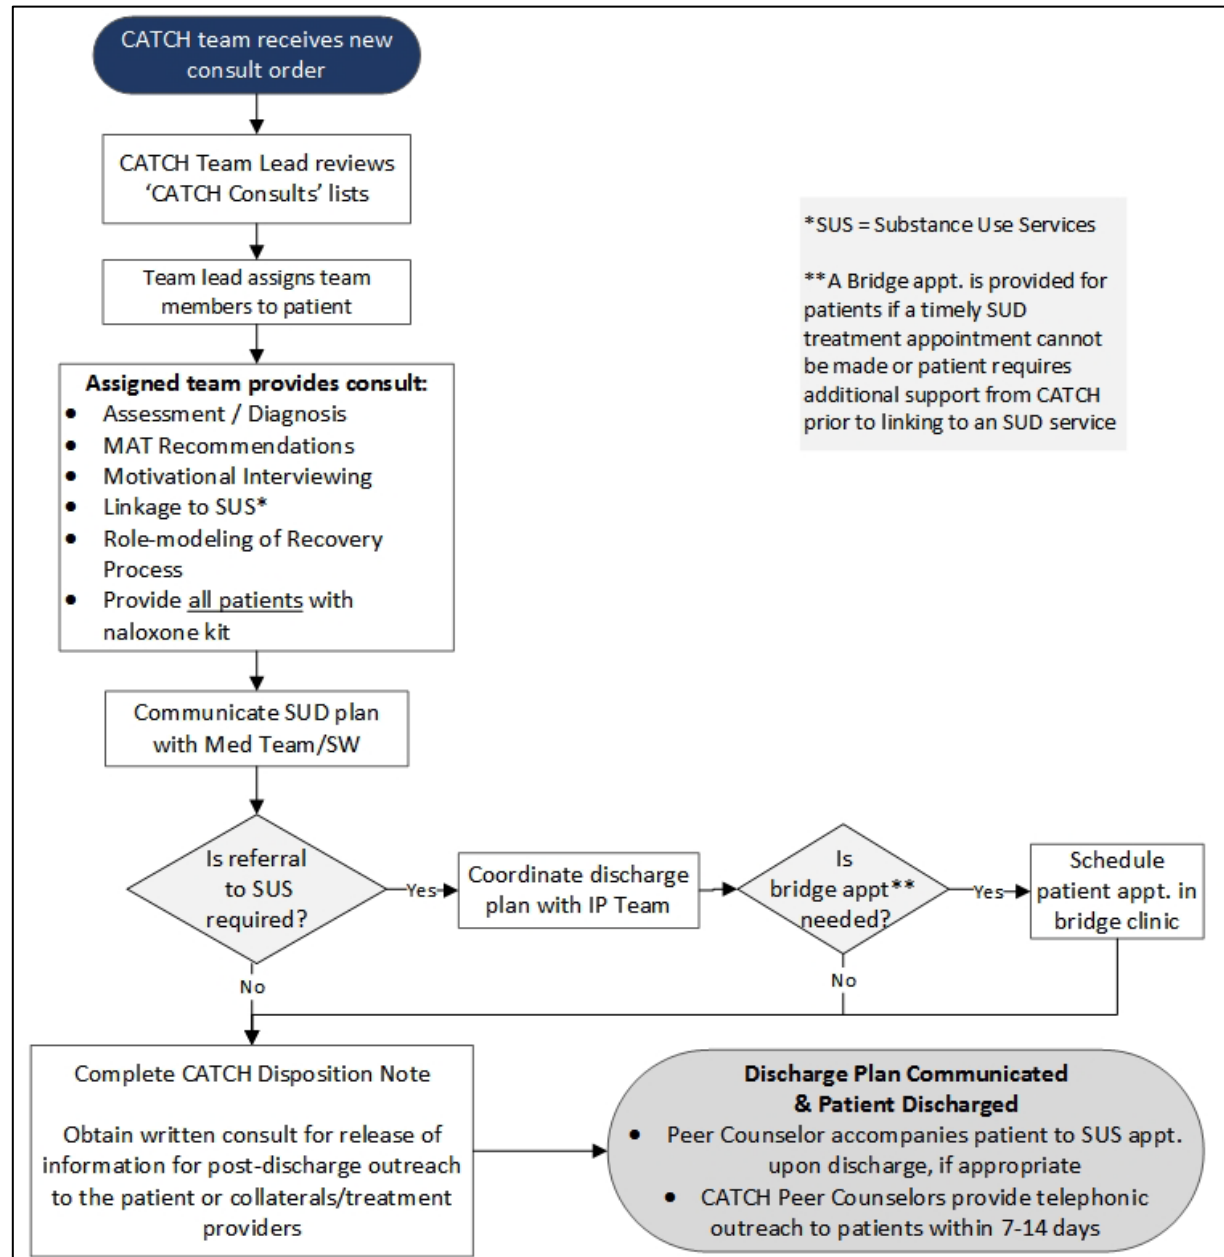 CATCH team receives new
consult order
CATCH Team Lead reviews
‘CATCH Consults’ lists
Team lead assigns team
members to patient
Assigned team provides consult:
• Assessment / Diagnosis
• MAT Recommendations
• Motivational Interviewing
• Linkage to SUS*
• Role-modeling of Recovery
Process
• Provide all patients with
naloxone kit
*SUS = Substance Use Services
**A Bridge appt. is provided for
patients if a timely SUD
treatment appointment cannot
be made or patient requires
additional support from CATCH
prior to linking to an SUD service
Communicate SUD plan
with Med Team/SW
Is referral
to SUS
required?
Yes
Coordinate discharge
plan with IP Team
Is
bridge appt**
needed?
Yes
Schedule
patient appt. in
bridge clinic
No
No
Complete CATCH Disposition Note
Obtain written consult for release of
information for post-discharge outreach
to the patient or collaterals/treatment
providers
Discharge Plan Communicated
& Patient Discharged
• Peer Counselor accompanies patient to SUS appt.
upon discharge, if appropriate
• CATCH Peer Counselors provide telephonic
outreach to patients within 7-14 days